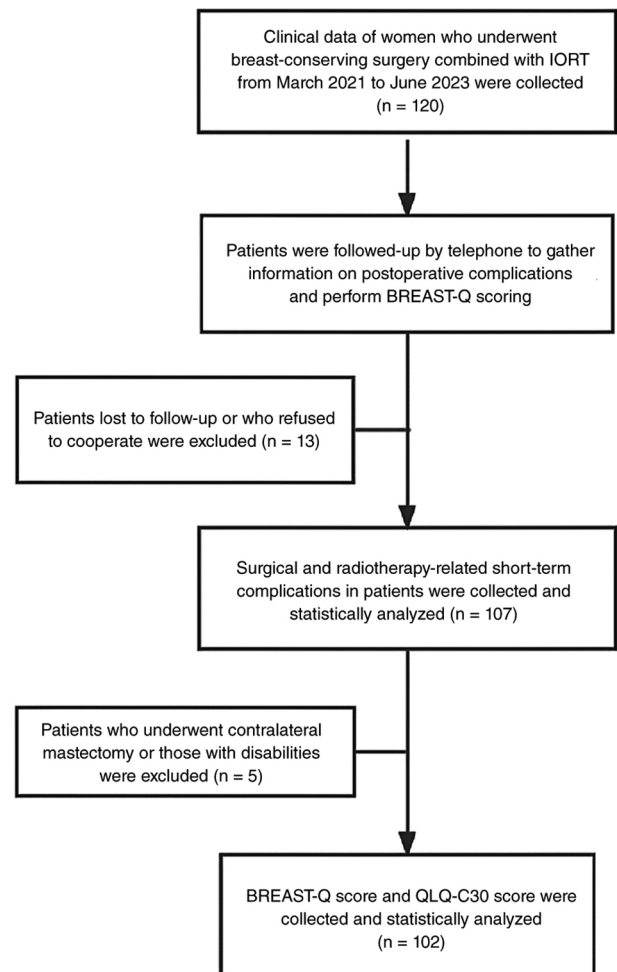 Clinical data of women who underwent
breast-conserving surgery combined with IORT
from March 2021 to June 2023 were collected
(n = 120)
Patients were followed-up by telephone to gather
information on postoperative complications
and perform BREAST-Q scoring
Patients lost to follow-up or who refused
to cooperate were excluded (n = 13)
Surgical and radiotherapy-related short-term
complications in patients were collected and
statistically analyzed (n = 107)
Patients who underwent contralateral
mastectomy or those with disabilities
were excluded (n = 5)
BREAST-Q score and QLQ-C30 score were
collected and statistically analyzed
(n = 102)